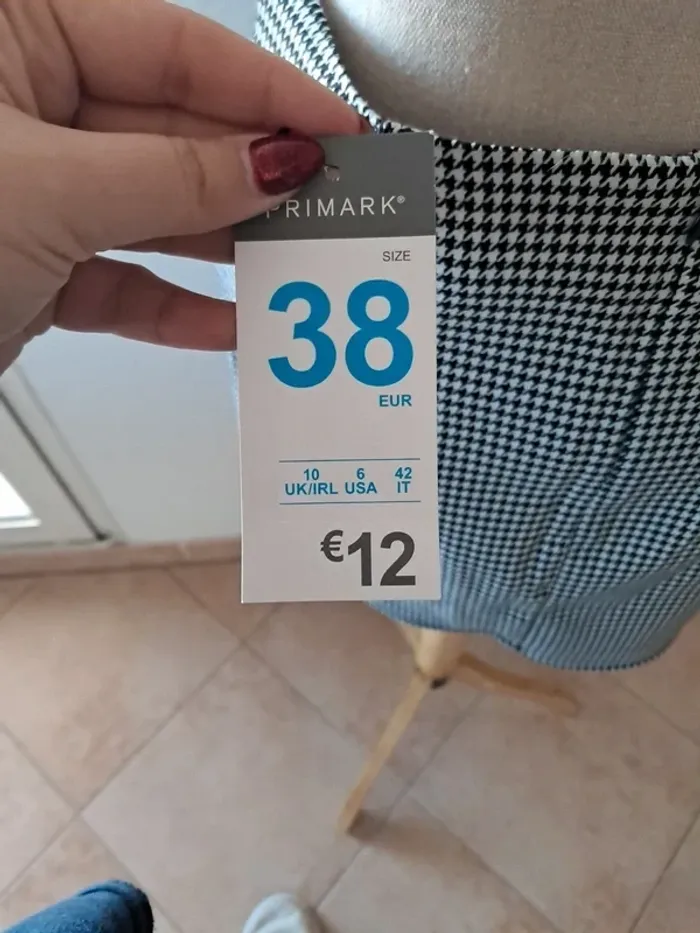 PRIMARK®
SIZE
38
EUR
10 6 42
UK/IRL USA IT
€12